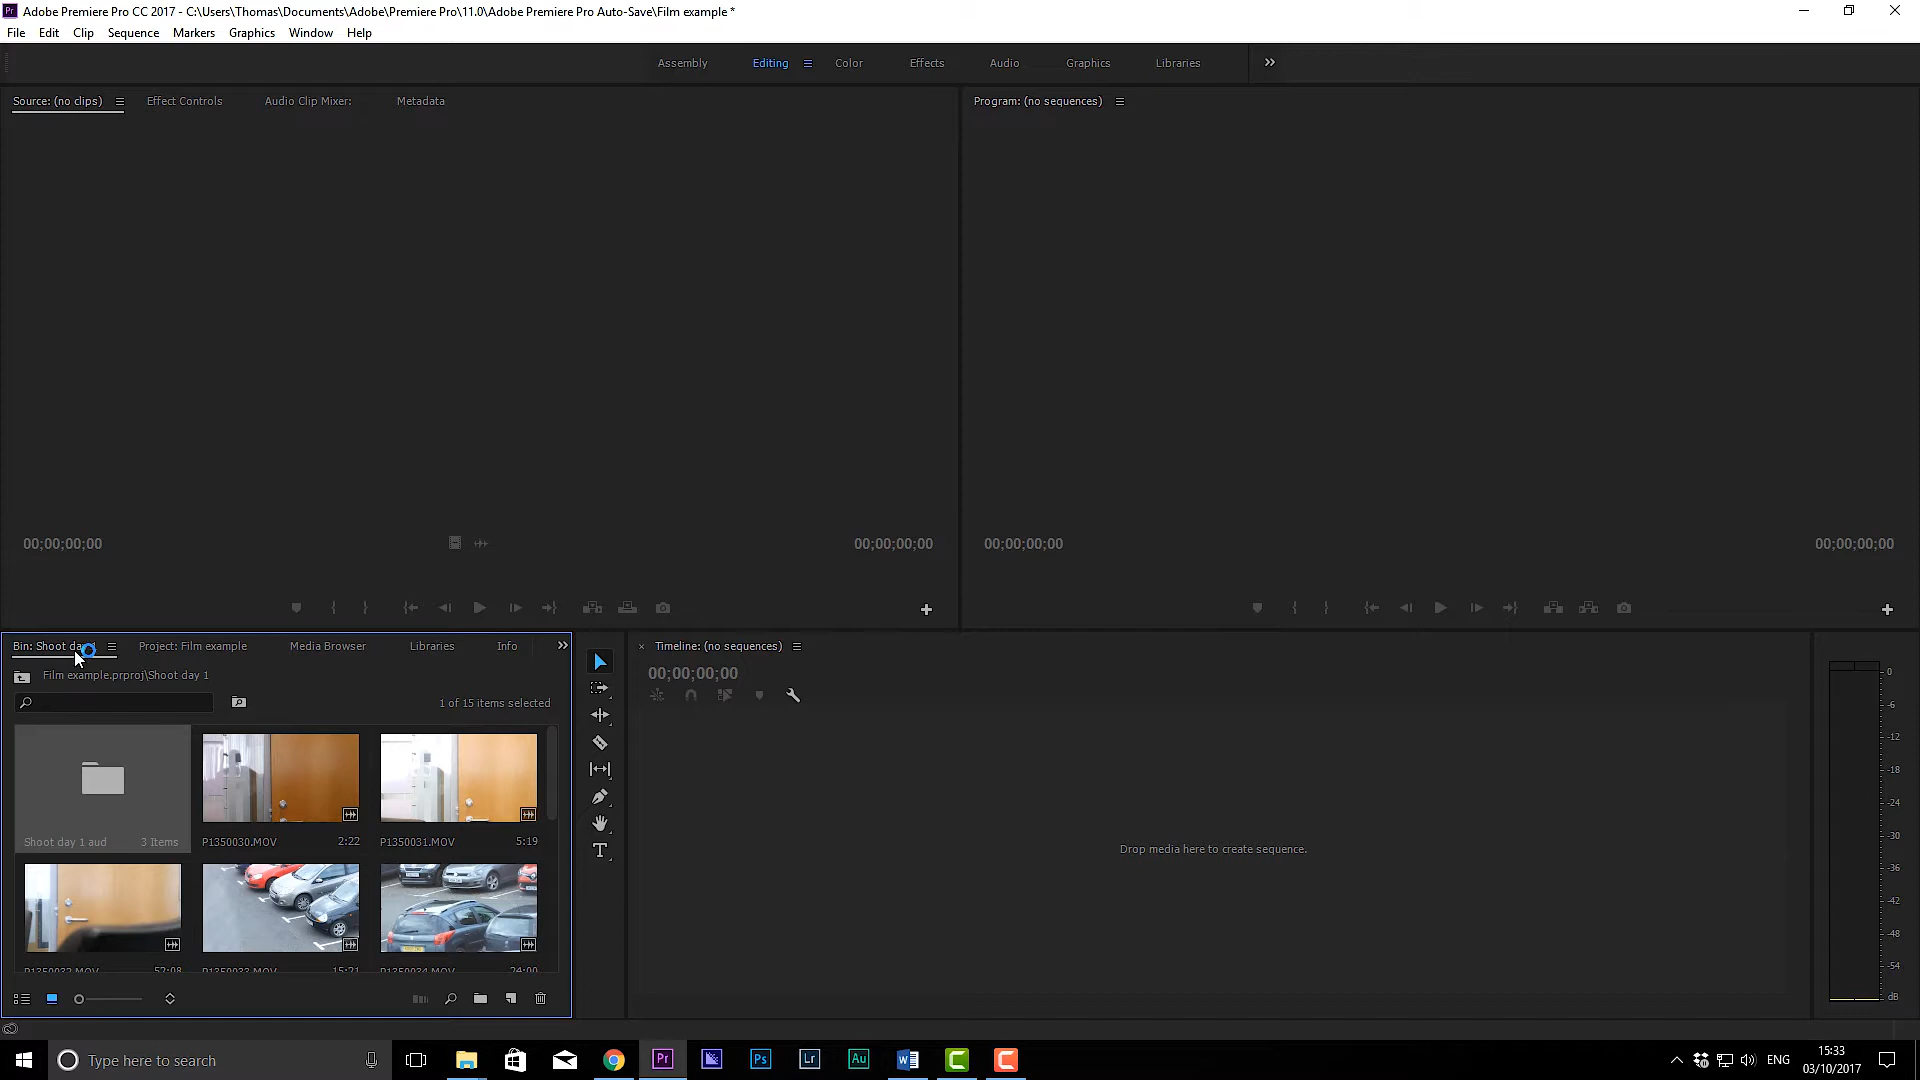 Adobe Premiere Pro CC 2017 - C:\Users\Thomas\Documents\Adobe\Premiere Pro\11.0\Adobe Premiere Pro Auto-Save\Film example *
File Edit Clip Sequence Markers Graphics Window Help
Assembly Editing Color Effects Audio Graphics Libraries
Source: (no clips) Effect Controls Audio Clip Mixer: Metadata
Program: (no sequences)
00;00;00;00 00;00;00;00
00;00;00;00 00;00;00;00
Bin: Shoot day Project: Film example Media Browser Libraries Info
Film example.prproj\Shoot day 1
1 of 15 items selected
Shoot day 1 aud 3 Items
P1350030.MOV 2:22
P1350031.MOV 5:19
P1350032.MOV 52:08
P1350033.MOV 15:21
P1350034.MOV 24:00
Timeline: (no sequences)
00;00;00;00
Drop media here to create sequence.
0
-6
-12
-18
-24
-30
-36
-42
-48
-54
dB
Type here to search
Pr Ps Lr Au
ENG
15:33
03/10/2017